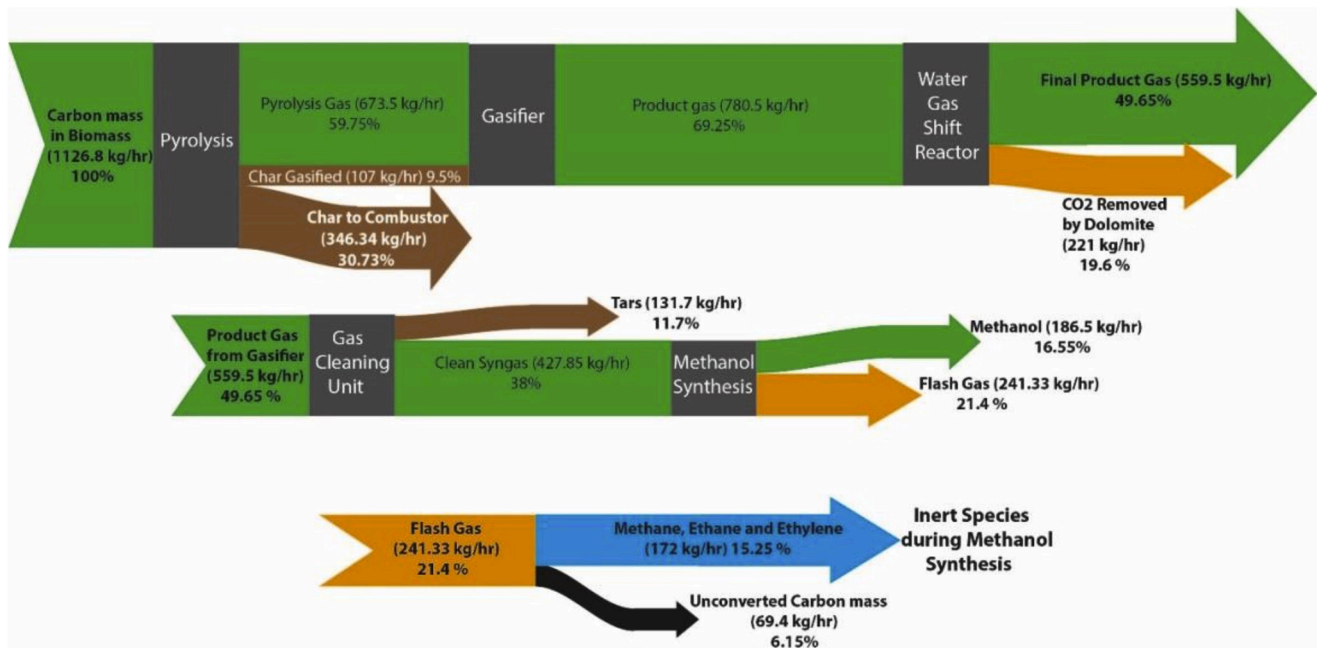 Carbon mass
in Biomass
(1126.8 kg/hr)
100%
Pyrolysis
Pyrolysis Gas (673.5 kg/hr)
59.75%
Char Gasified (107 kg/hr) 9.5%
Char to Combustor
(346.34 kg/hr)
30.73%
Gasifier
Product gas (780.5 kg/hr)
69.25%
Water
Gas
Shift
Reactor
Final Product Gas (559.5 kg/hr)
49.65%
CO2 Removed
by Dolomite
(221 kg/hr)
19.6 %
Product Gas
from Gasifier
(559.5 kg/hr)
49.65 %
Gas
Cleaning
Unit
Tars (131.7 kg/hr)
11.7%
Clean Syngas (427.85 kg/hr)
38%
Methanol
Synthesis
Methanol (186.5 kg/hr)
16.55%
Flash Gas (241.33 kg/hr)
21.4 %
Flash Gas
(241.33 kg/hr)
21.4 %
Methane, Ethane and Ethylene
(172 kg/hr) 15.25 %
Inert Species
during Methanol
Synthesis
Unconverted Carbon mass
(69.4 kg/hr)
6.15%